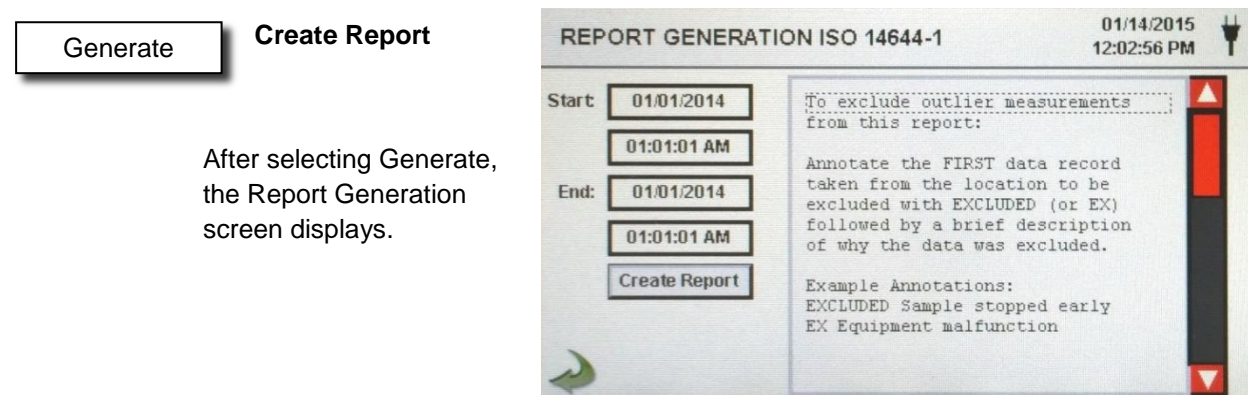 Generate
Create Report
After selecting Generate,
the Report Generation
screen displays.
REPORT GENERATION ISO 14644-1
01/14/2015
12:02:56 PM
Start:
01/01/2014
01:01:01 AM
End:
01/01/2014
01:01:01 AM
Create Report
To exclude outlier measurements
from this report:
Annotate the FIRST data record
taken from the location to be
excluded with EXCLUDED (or EX)
followed by a brief description
of why the data was excluded.
Example Annotations:
EXCLUDED Sample stopped early
EX Equipment malfunction